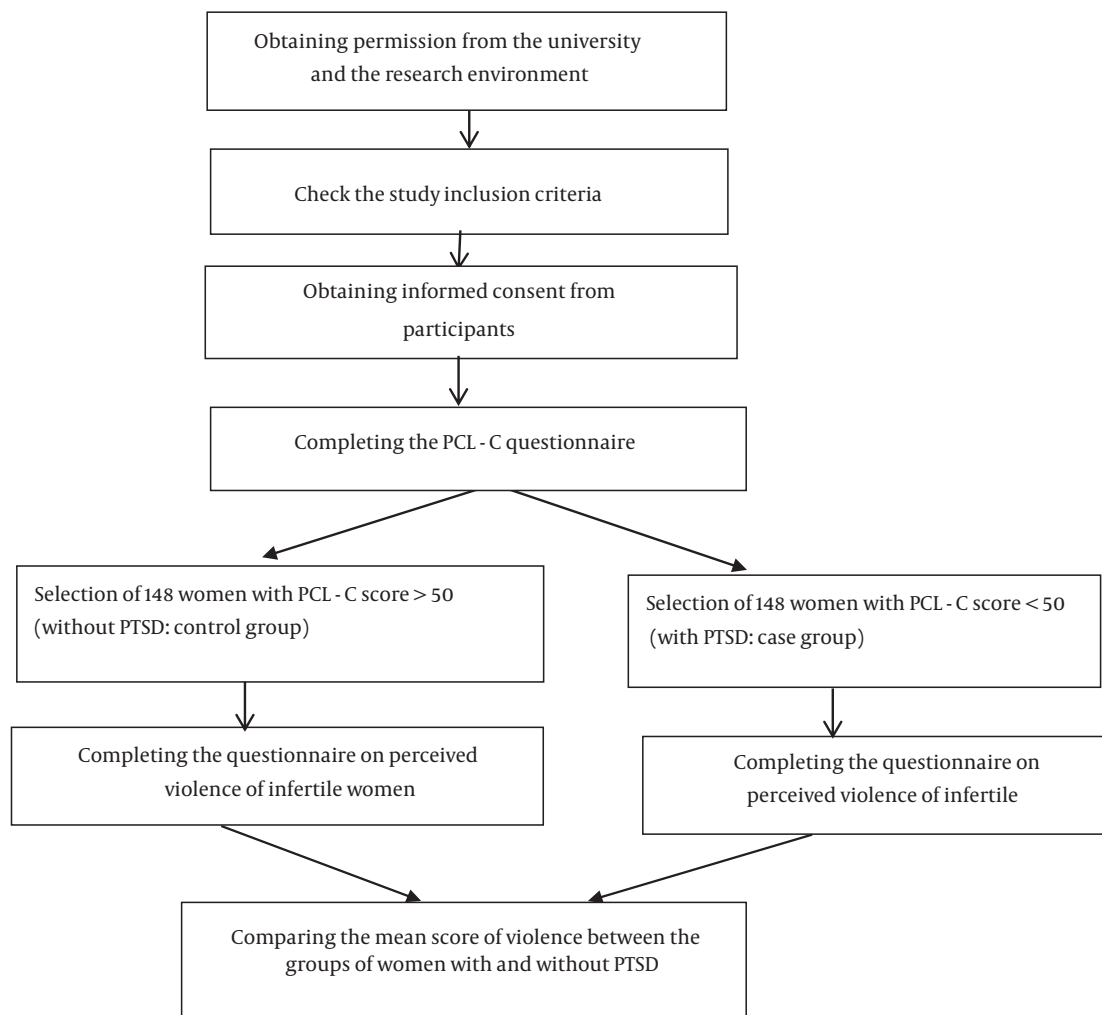 Obtaining permission from the university
and the research environment
Check the study inclusion criteria
Obtaining informed consent from
participants
Completing the PCL - C questionnaire
Selection of 148 women with PCL - C score > 50
(without PTSD: control group)
Selection of 148 women with PCL - C score < 50
(with PTSD: case group)
Completing the questionnaire on perceived
violence of infertile women
Completing the questionnaire on
perceived violence of infertile
Comparing the mean score of violence between the
groups of women with and without PTSD